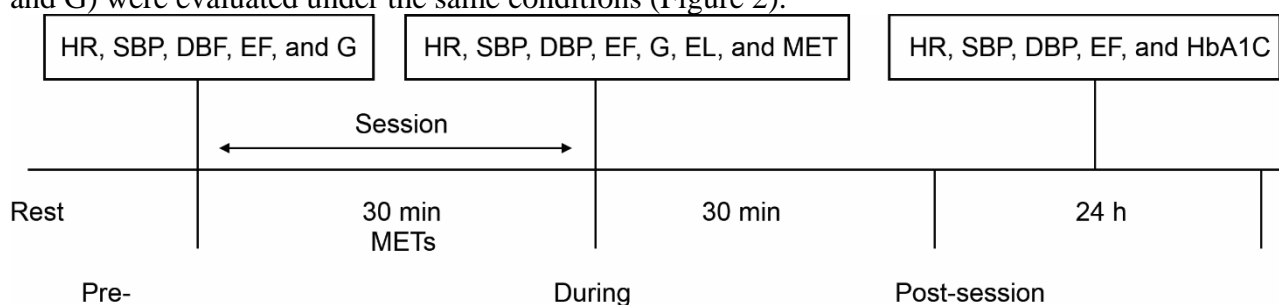 and G) were evaluated under the same conditions (Figure 2).
HR, SBP, DBF, EF, and G
HR, SBP, DBP, EF, G, EL, and MET
HR, SBP, DBP, EF, and HbA1C
Session
Rest
30 min
METs
30 min
24 h
Pre-
During
Post-session